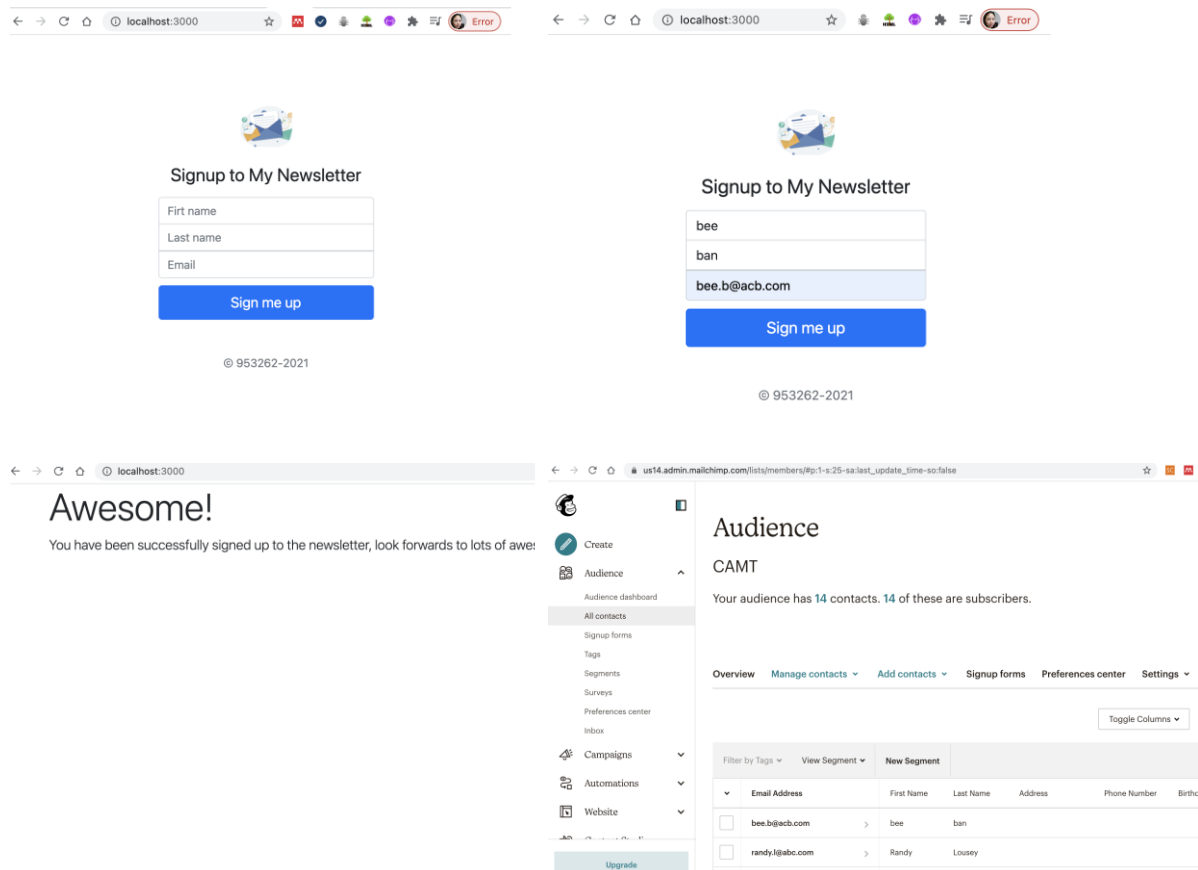 localhost:3000
Error
Signup to My Newsletter
Firt name
Last name
Email
Sign me up
© 953262-2021
localhost:3000
Error
Signup to My Newsletter
bee
ban
bee.b@acb.com
Sign me up
© 953262-2021
localhost:3000
Awesome!
You have been successfully signed up to the newsletter, look forwards to lots of
us14.admin.mailchimp.com/lists/members/#p:1-s:25-sa:last_update_time-so:false
SC
Create
Audience
Audience dashboard
All contacts
Signup forms
Tags
Segments
Surveys
Preferences center
Inbox
Campaigns
Automations
Website
Upgrade
Audience
CAMT
Your audience has 14 contacts. 14 of these are subscribers.
Overview Manage contacts Add contacts Signup forms Preferences center Settings
Toggle Columns
Filter by Tags View Segment New Segment
Email Address First Name Last Name Address Phone Number
bee.b@acb.com bee ban
randy.l@abc.com Randy Lousey